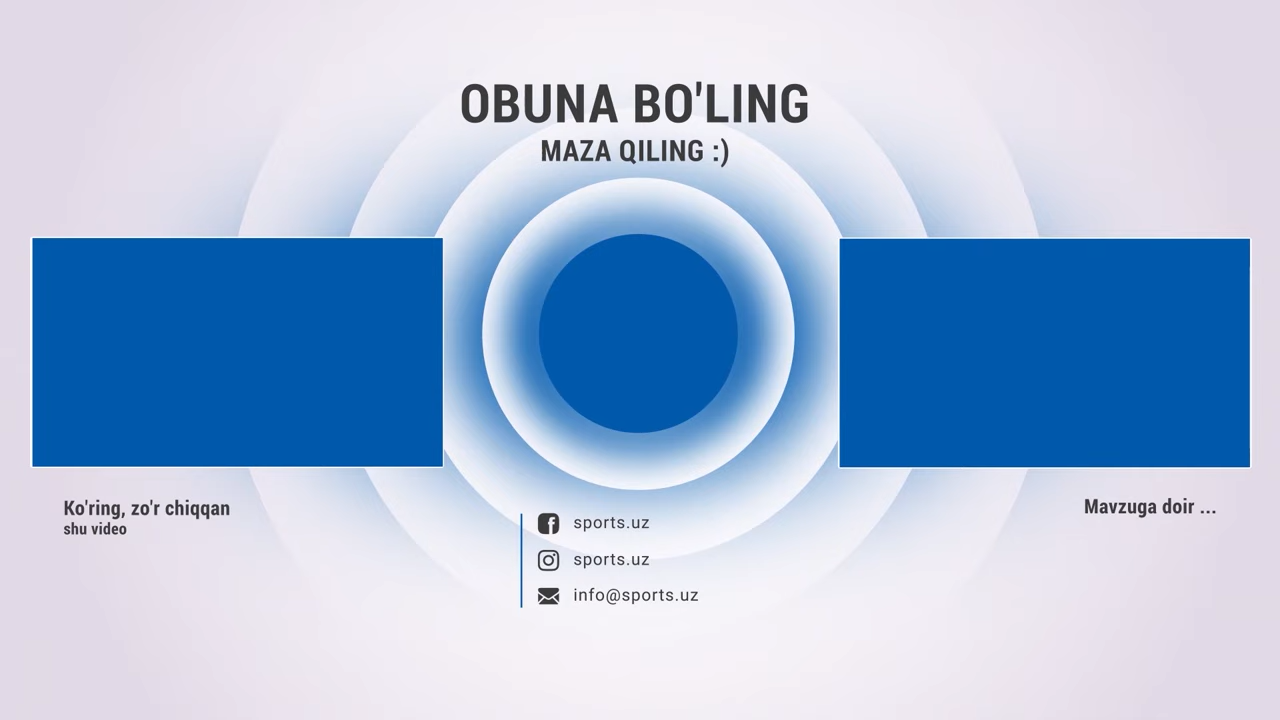 OBUNA BO'LING
MAZA QILING :)
Ko'ring, zo'r chiqqan
shu video
Mavzuga doir ...
sports.uz
sports.uz
info@sports.uz